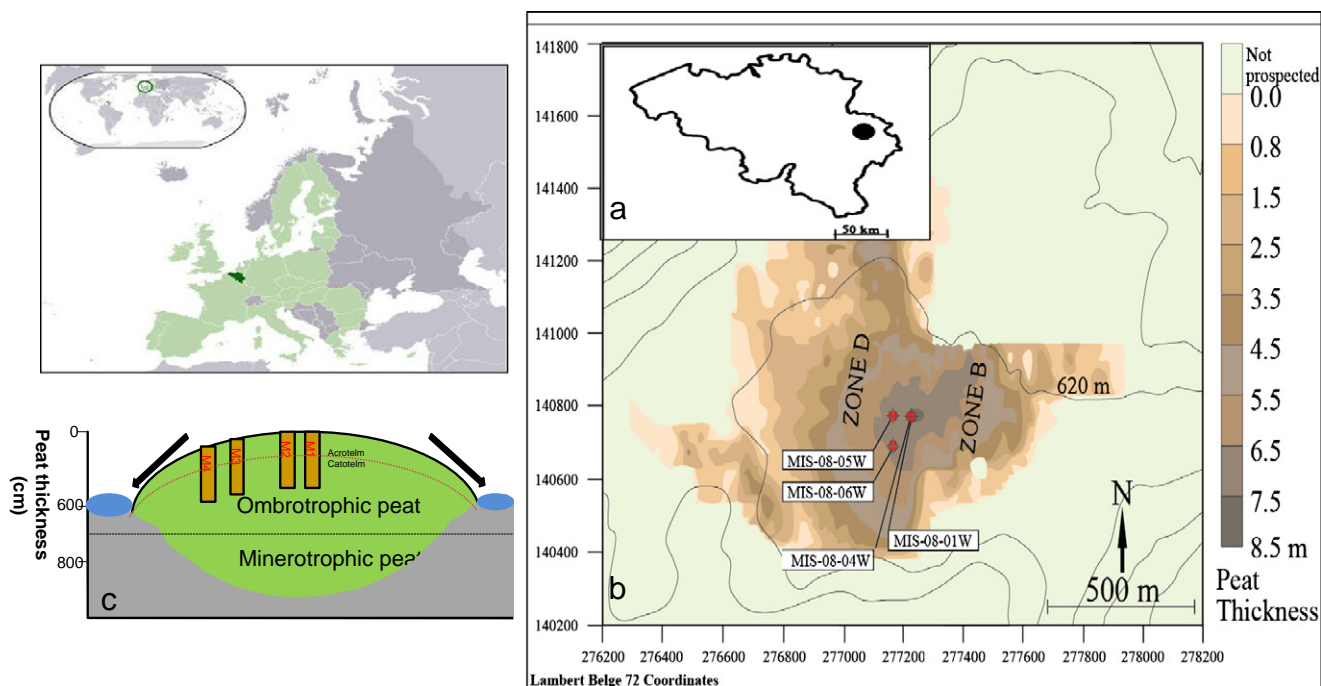 a
50 km
141800
141600
141400
141200
141000
140800
140600
140400
140200
276200
276400
276600
276800
277000
277200
277400
277600
277800
278000
278200
Lambert Belge 72 Coordinates
ZONE D
ZONE B
620 m
MIS-08-05W
MIS-08-06W
MIS-08-04W
MIS-08-01W
N
500 m
b
Not
prospected
0.0
0.8
1.5
2.5
3.5
4.5
5.5
6.5
7.5
8.5 m
Peat
Thickness
Peat thickness
(cm)
0
600
800
M4
M3
M2
M1
Acrotelm
Catotelm
Ombrotrophic peat
Minerotrophic peat
c